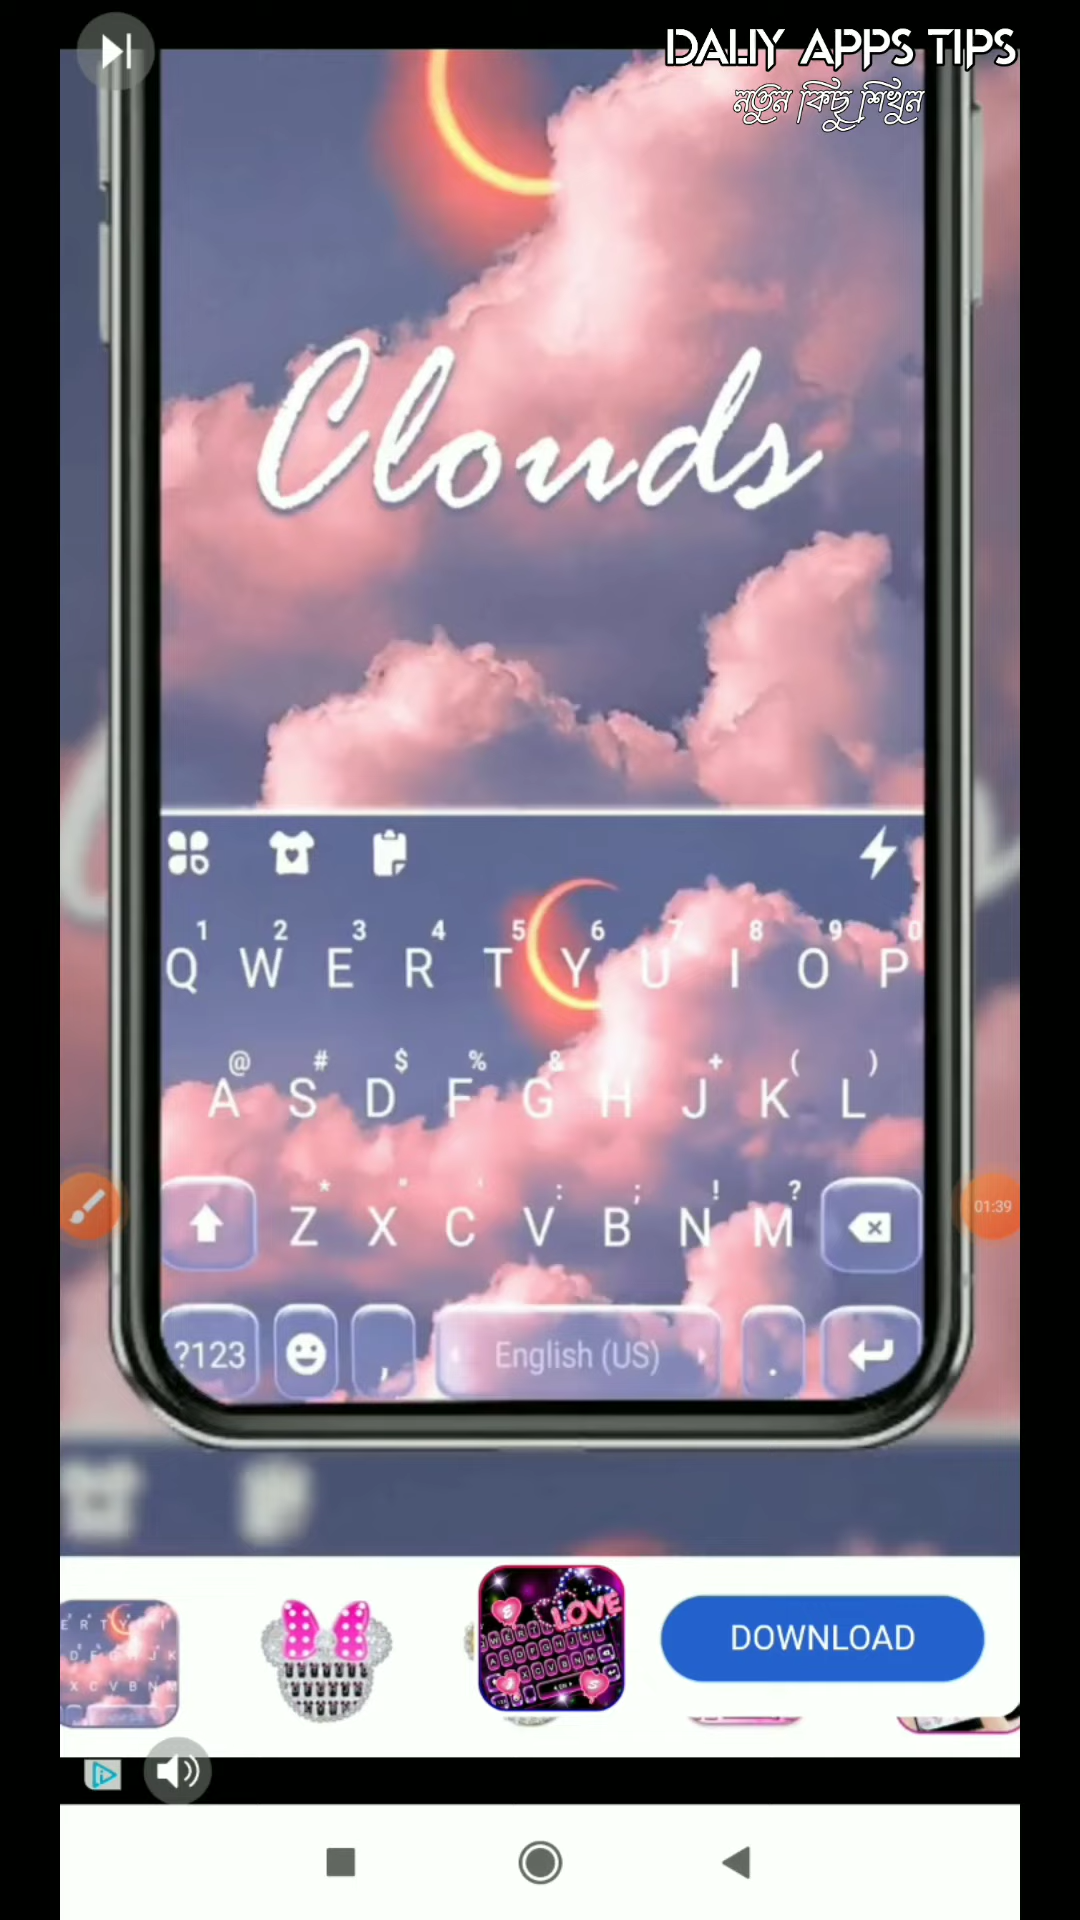 DALIY APPS TIPS
নতুন কিছু শিখুন
Clouds
1 2 3 4 5 6 7 8 9 0
Q W E R T Y U I O P
@ # $ % & + ( )
A S D F G H J K L
* " ' : ; ! ?
Z X C V B N M
01:39
?123 , English (US) .
LOVE
DOWNLOAD